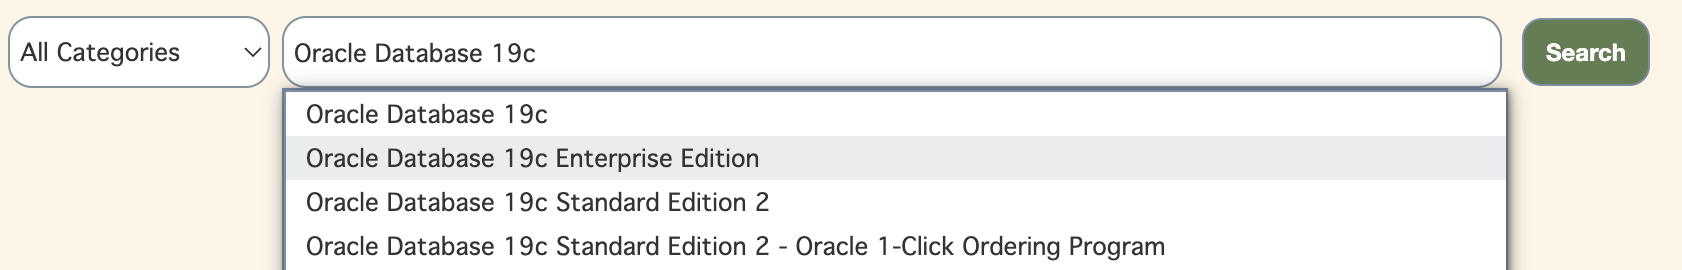 All Categories
Oracle Database 19c
Search
Oracle Database 19c
Oracle Database 19c Enterprise Edition
Oracle Database 19c Standard Edition 2
Oracle Database 19c Standard Edition 2 - Oracle 1-Click Ordering Program